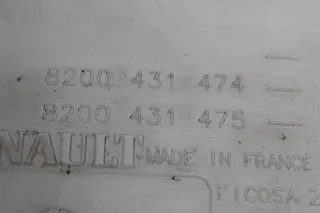 8200 431 474 —
8200 431 475 —
NAULT MADE IN FRANCE
FICOSA 2